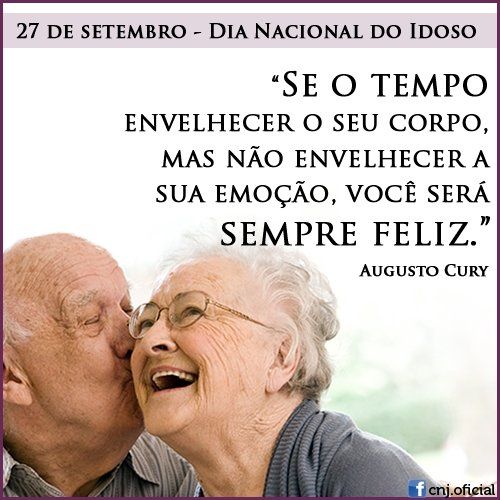 27 de setembro - Dia Nacional do Idoso
“Se o tempo
envelhecer o seu corpo,
mas não envelhecer a
sua emoção, você será
sempre feliz.”
Augusto Cury
f cnj.oficial